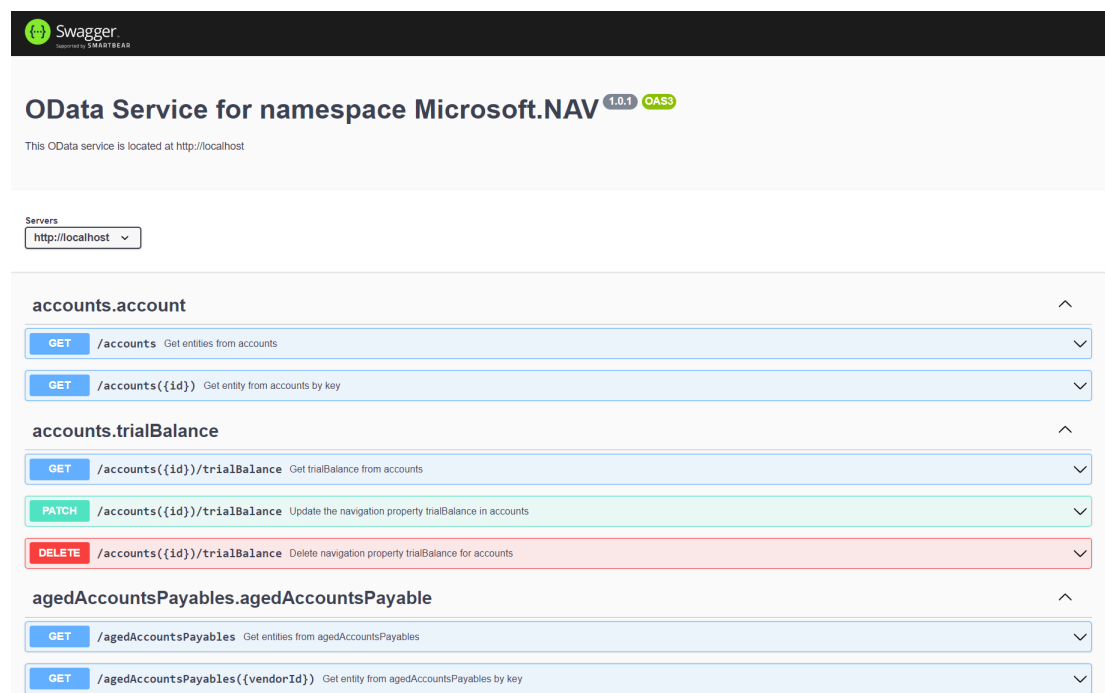 Swagger.
Supported by SMARTBEAR
OData Service for namespace Microsoft.NAV 1.0.1 OAS3
This OData service is located at http://localhost
Servers
http://localhost
accounts.account
GET /accounts Get entities from accounts
GET /accounts({id}) Get entity from accounts by key
accounts.trialBalance
GET /accounts({id})/trialBalance Get trialBalance from accounts
PATCH /accounts({id})/trialBalance Update the navigation property trialBalance in accounts
DELETE /accounts({id})/trialBalance Delete navigation property trialBalance for accounts
agedAccountsPayables.agedAccountsPayable
GET /agedAccountsPayables Get entities from agedAccountsPayables
GET /agedAccountsPayables({vendorId}) Get entity from agedAccountsPayables by key